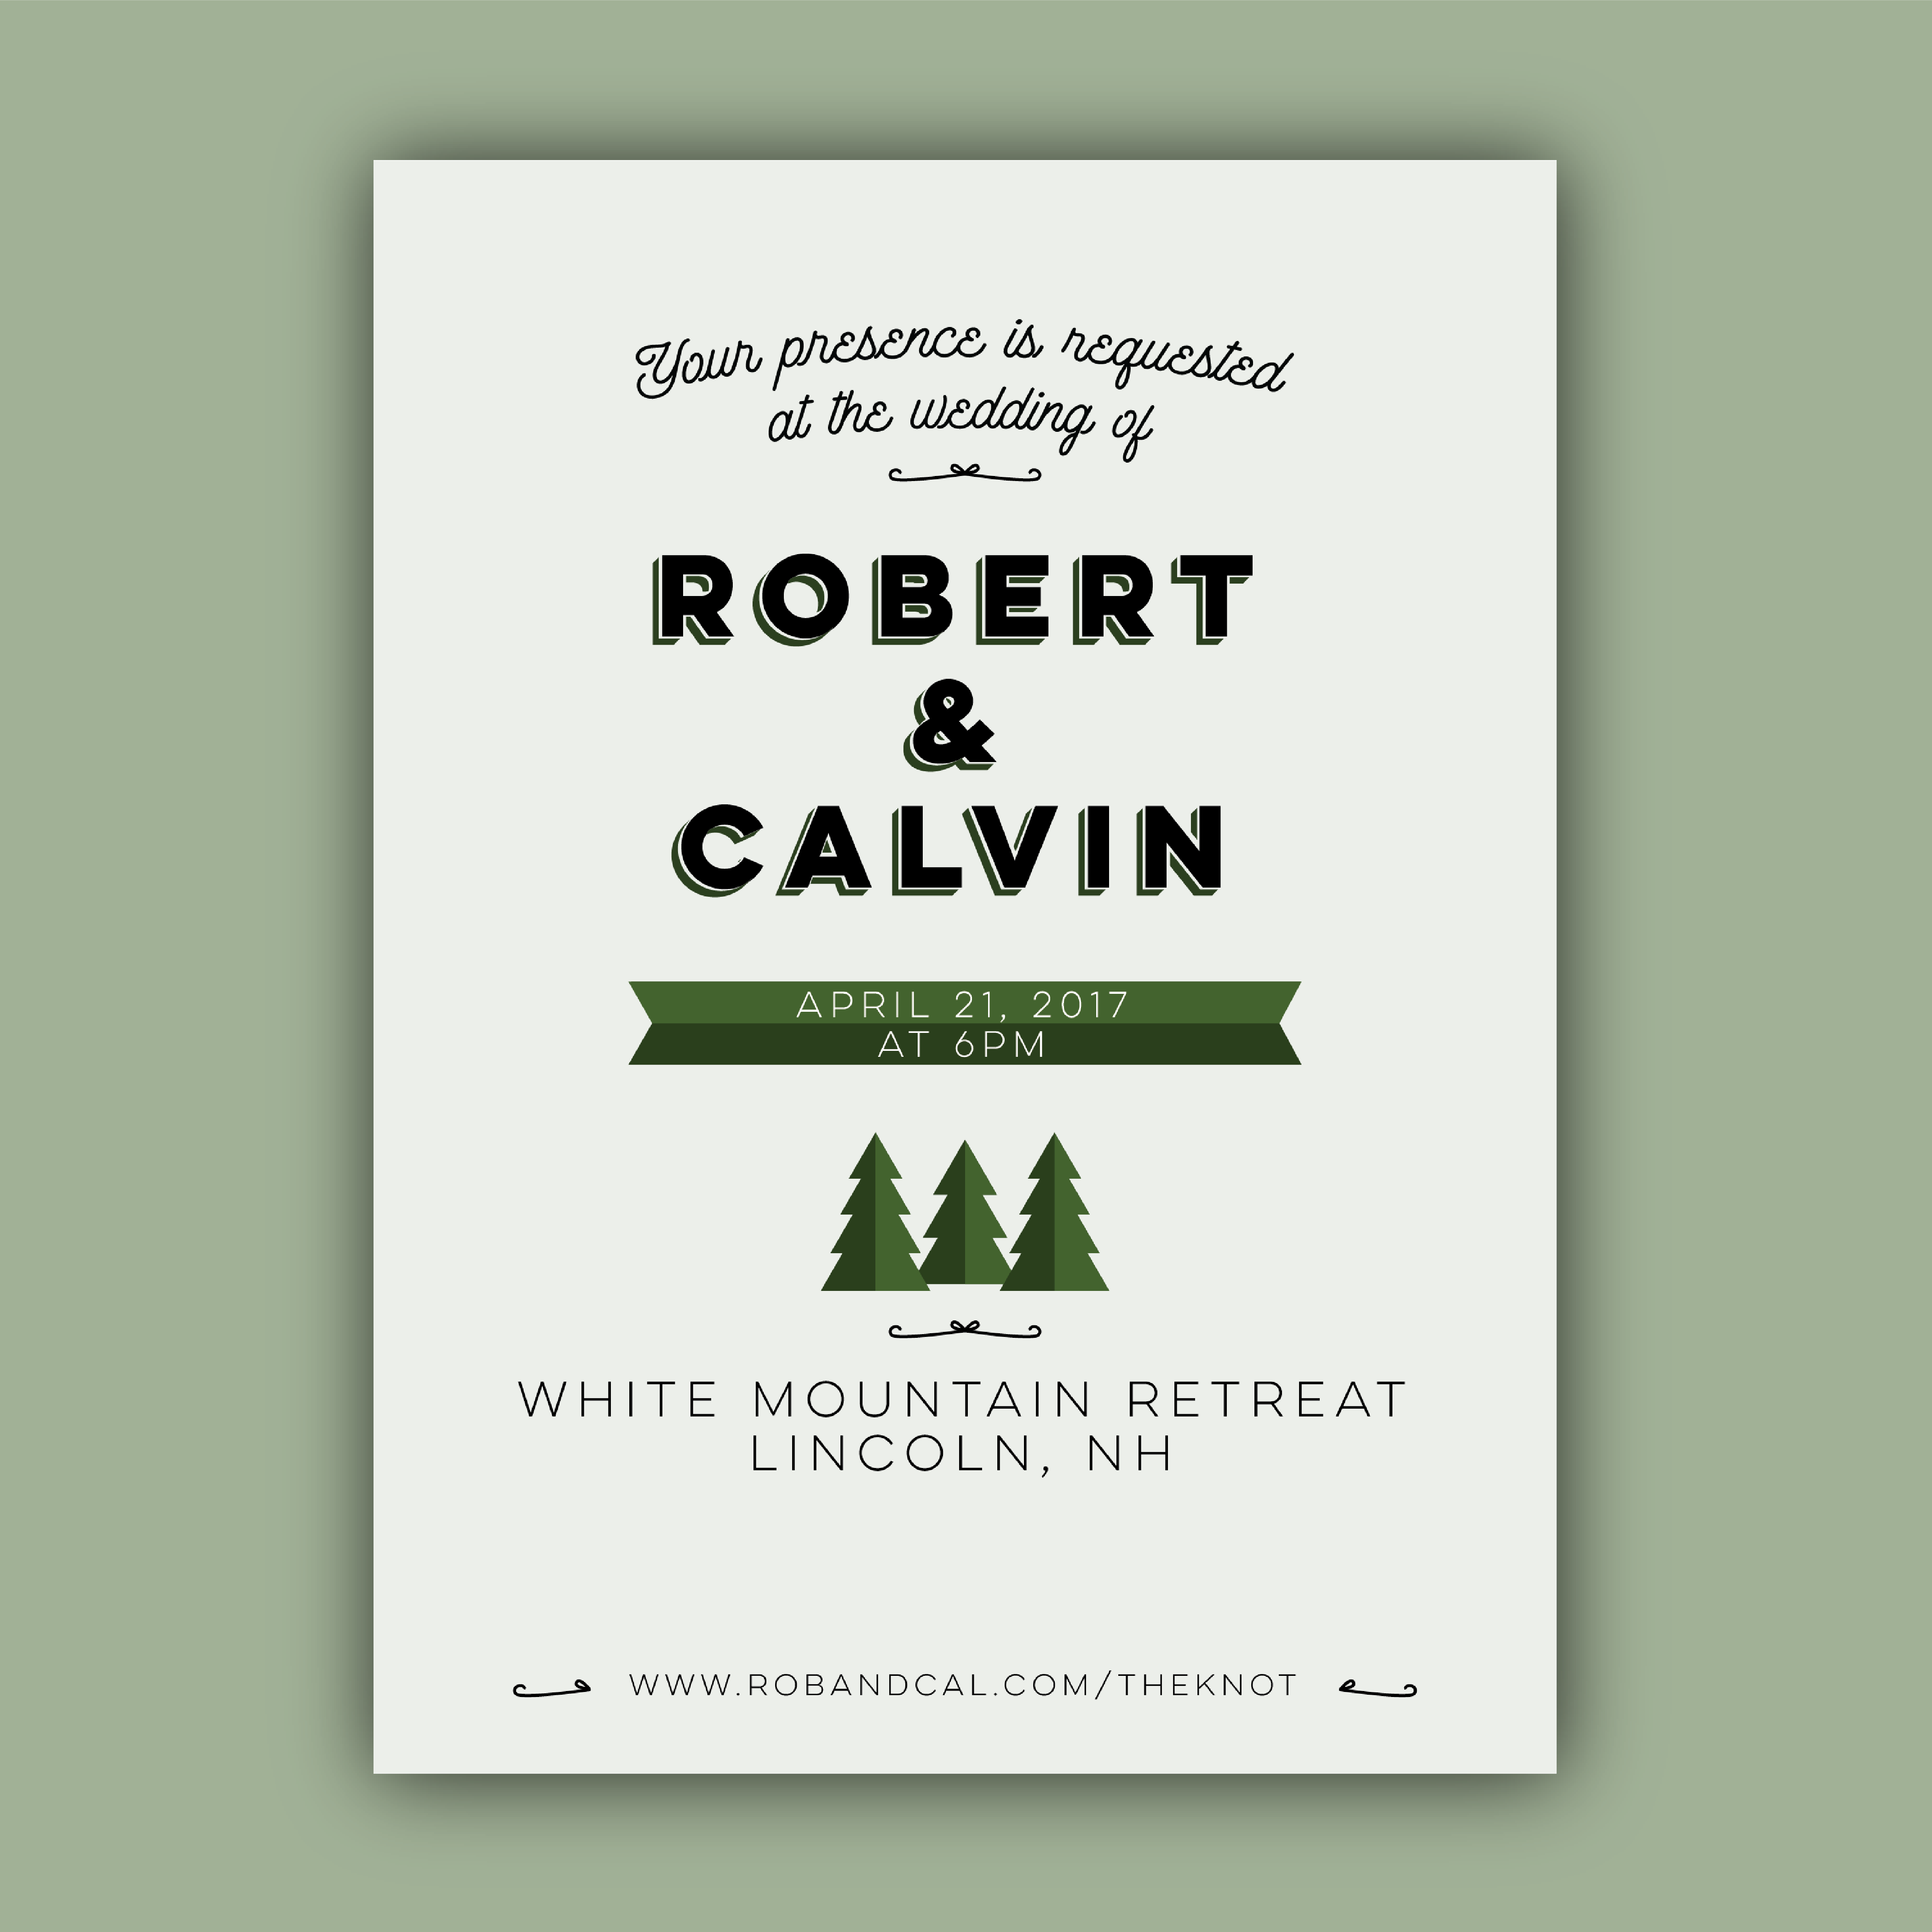 Your presence is requested
at the wedding of
ROBERT
&
CALVIN
APRIL 21, 2017
AT 6PM
WHITE MOUNTAIN RETREAT
LINCOLN, NH
WWW.ROBANDCAL.COM/THEKNOT